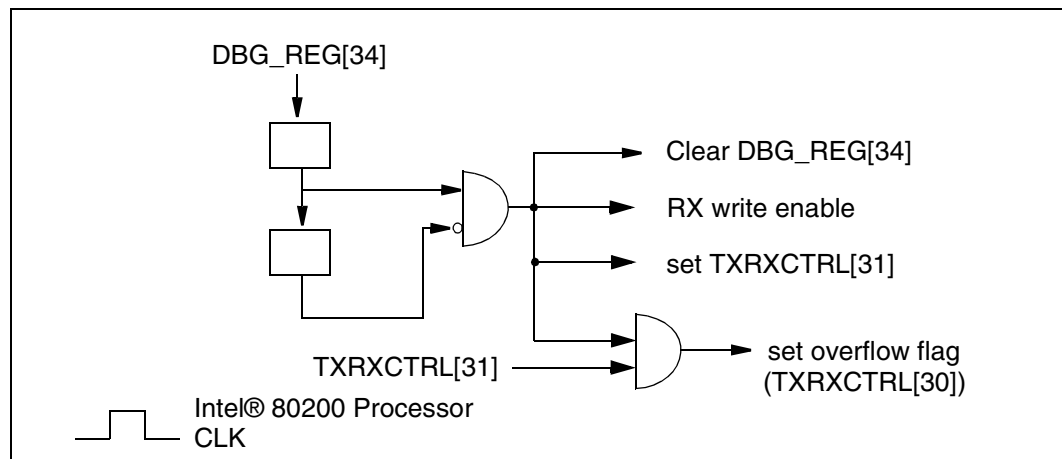 DBG_REG[34]
Clear DBG_REG[34]
RX write enable
set TXRXCTRL[31]
TXRXCTRL[31]
set overflow flag
(TXRXCTRL[30])
Intel® 80200 Processor
CLK